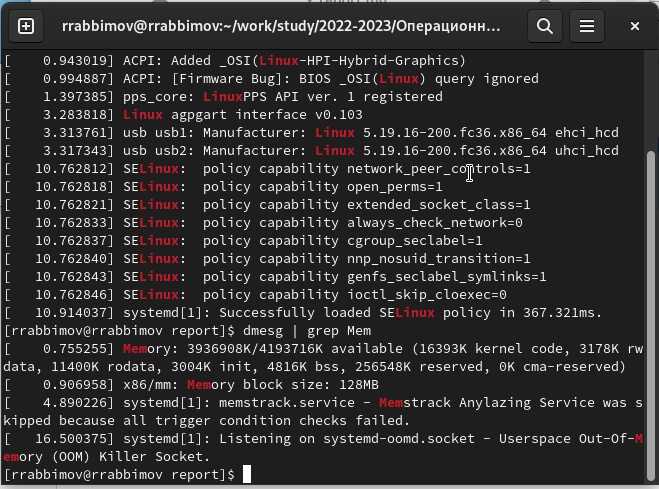 rrabbimov@rrabbimov:~/work/study/2022-2023/Операционн...
[    0.943019] ACPI: Added _OSI(Linux-HPI-Hybrid-Graphics)
[    0.994887] ACPI: [Firmware Bug]: BIOS _OSI(Linux) query ignored
[    1.397385] pps_core: LinuxPPS API ver. 1 registered
[    3.283818] Linux agpgart interface v0.103
[    3.313761] usb usb1: Manufacturer: Linux 5.19.16-200.fc36.x86_64 ehci_hcd
[    3.317343] usb usb2: Manufacturer: Linux 5.19.16-200.fc36.x86_64 uhci_hcd
[   10.762812] SELinux:  policy capability network_peer_controls=1
[   10.762818] SELinux:  policy capability open_perms=1
[   10.762821] SELinux:  policy capability extended_socket_class=1
[   10.762833] SELinux:  policy capability always_check_network=0
[   10.762837] SELinux:  policy capability cgroup_seclabel=1
[   10.762840] SELinux:  policy capability nnp_nosuid_transition=1
[   10.762843] SELinux:  policy capability genfs_seclabel_symlinks=1
[   10.762846] SELinux:  policy capability ioctl_skip_cloexec=0
[   10.914037] systemd[1]: Successfully loaded SELinux policy in 367.321ms.
[rrabbimov@rrabbimov report]$ dmesg | grep Mem
[    0.755255] Memory: 3936908K/4193716K available (16393K kernel code, 3178K rw
data, 11400K rodata, 3004K init, 4816K bss, 256548K reserved, 0K cma-reserved)
[    0.906958] x86/mm: Memory block size: 128MB
[    4.890226] systemd[1]: memstrack.service - Memstrack Anylazing Service was s
kipped because all trigger condition checks failed.
[   16.500375] systemd[1]: Listening on systemd-oomd.socket - Userspace Out-Of-M
emory (OOM) Killer Socket.
[rrabbimov@rrabbimov report]$